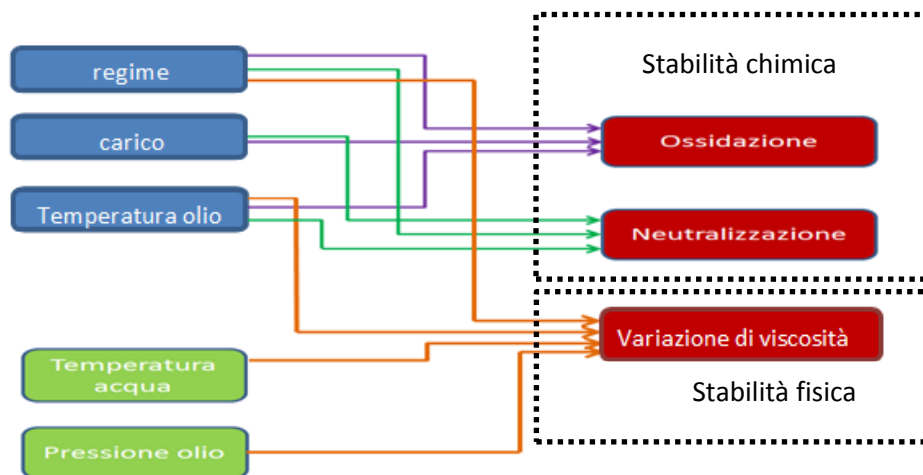 regime
carico
Temperatura olio
Temperatura
acqua
Pressione olio
Stabilità chimica
Ossidazione
Neutralizzazione
Variazione di viscosità
Stabilità fisica